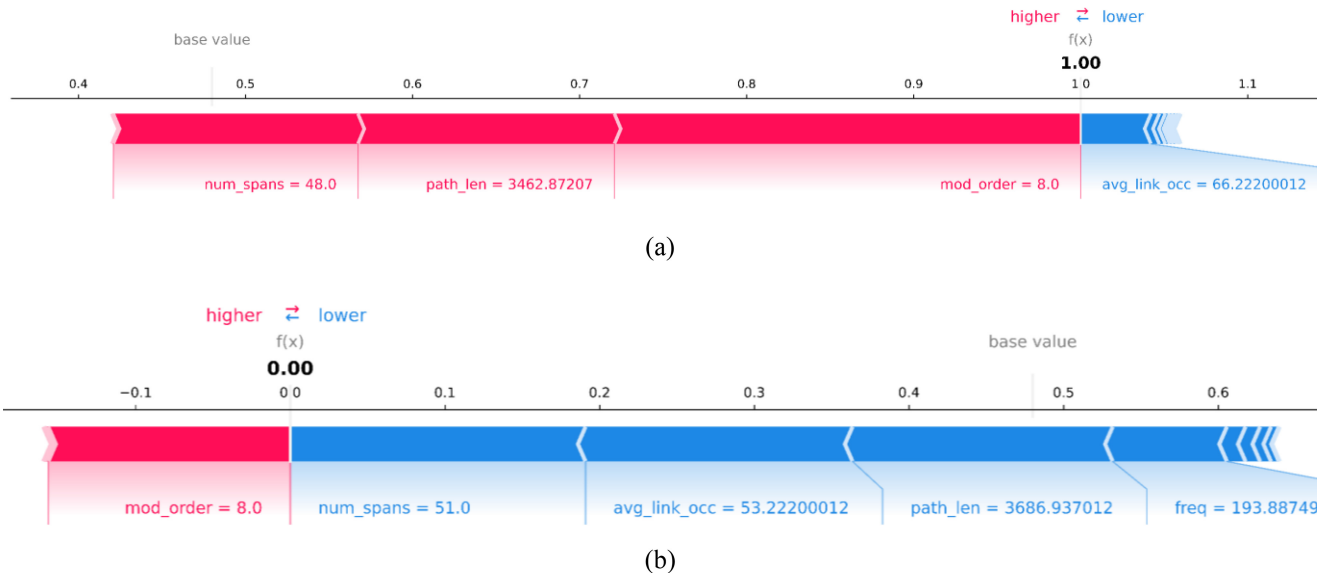 higher ⇄ lower
base value f(x)
1.00
0.4 0.5 0.6 0.7 0.8 0.9 1.0 1.1
num_spans = 48.0 path_len = 3462.87207 mod_order = 8.0 avg_link_occ = 66.22200012
(a)
higher ⇄ lower
f(x) base value
0.00
−0.1 0.0 0.1 0.2 0.3 0.4 0.5 0.6
mod_order = 8.0 num_spans = 51.0 avg_link_occ = 53.22200012 path_len = 3686.937012 freq = 193.88749
(b)